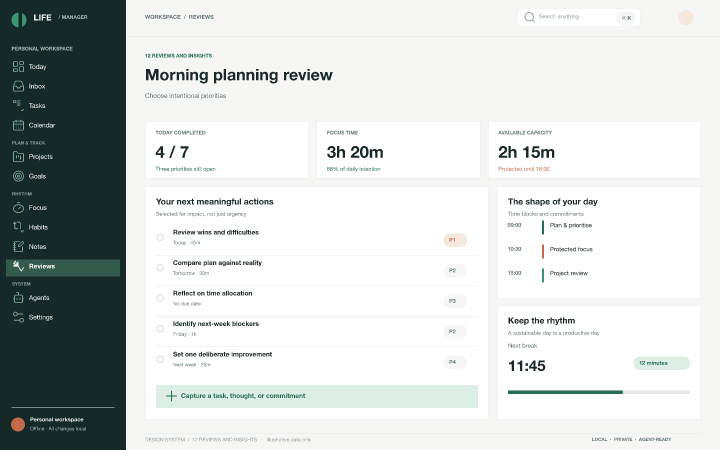 LIFE / MANAGER
PERSONAL WORKSPACE
Today
Inbox
Tasks
Calendar
PLAN & TRACK
Projects
Goals
RHYTHM
Focus
Habits
Notes
Reviews
SYSTEM
Agents
Settings
Personal workspace
Offline · All changes local
WORKSPACE / REVIEWS
Search anything...
⌘ K
12 REVIEWS AND INSIGHTS
Morning planning review
Choose intentional priorities
TODAY COMPLETED
4 / 7
Three priorities still open
FOCUS TIME
3h 20m
68% of daily intention
AVAILABLE CAPACITY
2h 15m
Protected until 18:00
Your next meaningful actions
Selected for impact, not just urgency
Review wins and difficulties
Today · 45m
P1
Compare plan against reality
Tomorrow · 30m
P2
Reflect on time allocation
No due date
P3
Identify next-week blockers
Friday · 1h
P2
Set one deliberate improvement
Next week · 25m
P4
Capture a task, thought, or commitment
The shape of your day
Time blocks and commitments
09:00 Plan & prioritise
10:30 Protected focus
15:00 Project review
Keep the rhythm
A sustainable day is a productive day
Next break
11:45
12 minutes
DESIGN SYSTEM / 12 REVIEWS AND INSIGHTS · Illustrative data only
LOCAL · PRIVATE · AGENT-READY